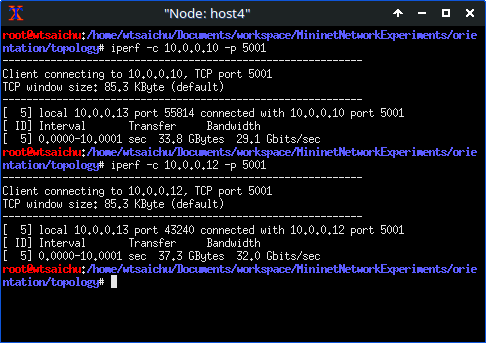 "Node: host4"
root@wtsaichu:/home/wtsaichu/Documents/workspace/MininetNetworkExperiments/orie
ntation/topology# iperf -c 10.0.0.10 -p 5001
------------------------------------------------------------
Client connecting to 10.0.0.10, TCP port 5001
TCP window size: 85.3 KByte (default)
------------------------------------------------------------
[  5] local 10.0.0.13 port 55814 connected with 10.0.0.10 port 5001
[ ID] Interval       Transfer     Bandwidth
[  5] 0.0000-10.0001 sec  33.8 GBytes  29.1 Gbits/sec
root@wtsaichu:/home/wtsaichu/Documents/workspace/MininetNetworkExperiments/orie
ntation/topology# iperf -c 10.0.0.12 -p 5001
------------------------------------------------------------
Client connecting to 10.0.0.12, TCP port 5001
TCP window size: 85.3 KByte (default)
------------------------------------------------------------
[  5] local 10.0.0.13 port 43240 connected with 10.0.0.12 port 5001
[ ID] Interval       Transfer     Bandwidth
[  5] 0.0000-10.0001 sec  37.3 GBytes  32.0 Gbits/sec
root@wtsaichu:/home/wtsaichu/Documents/workspace/MininetNetworkExperiments/orie
ntation/topology#